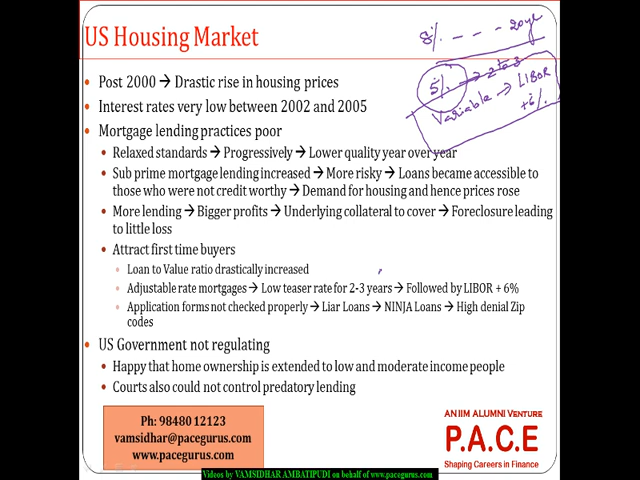 US Housing Market
8% - - - 20yr
5% → 2 to 3
Variable → LIBOR
+6%
Post 2000 → Drastic rise in housing prices
Interest rates very low between 2002 and 2005
Mortgage lending practices poor
Relaxed standards → Progressively → Lower quality year over year
Sub prime mortgage lending increased → More risky → Loans became accessible to
those who were not credit worthy → Demand for housing and hence prices rose
More lending → Bigger profits → Underlying collateral to cover → Foreclosure leading
to little loss
Attract first time buyers
Loan to Value ratio drastically increased
Adjustable rate mortgages → Low teaser rate for 2-3 years → Followed by LIBOR + 6%
Application forms not checked properly → Liar Loans → NINJA Loans → High denial Zip
codes
US Government not regulating
Happy that home ownership is extended to low and moderate income people
Courts also could not control predatory lending
Ph: 98480 12123
vamsidhar@pacegurus.com
www.pacegurus.com
AN IIM ALUMNI VENTURE
P.A.C.E
Shaping Careers in Finance
Videos by VAMSIDHAR AMBATIPUDI on behalf of www.pacegurus.com